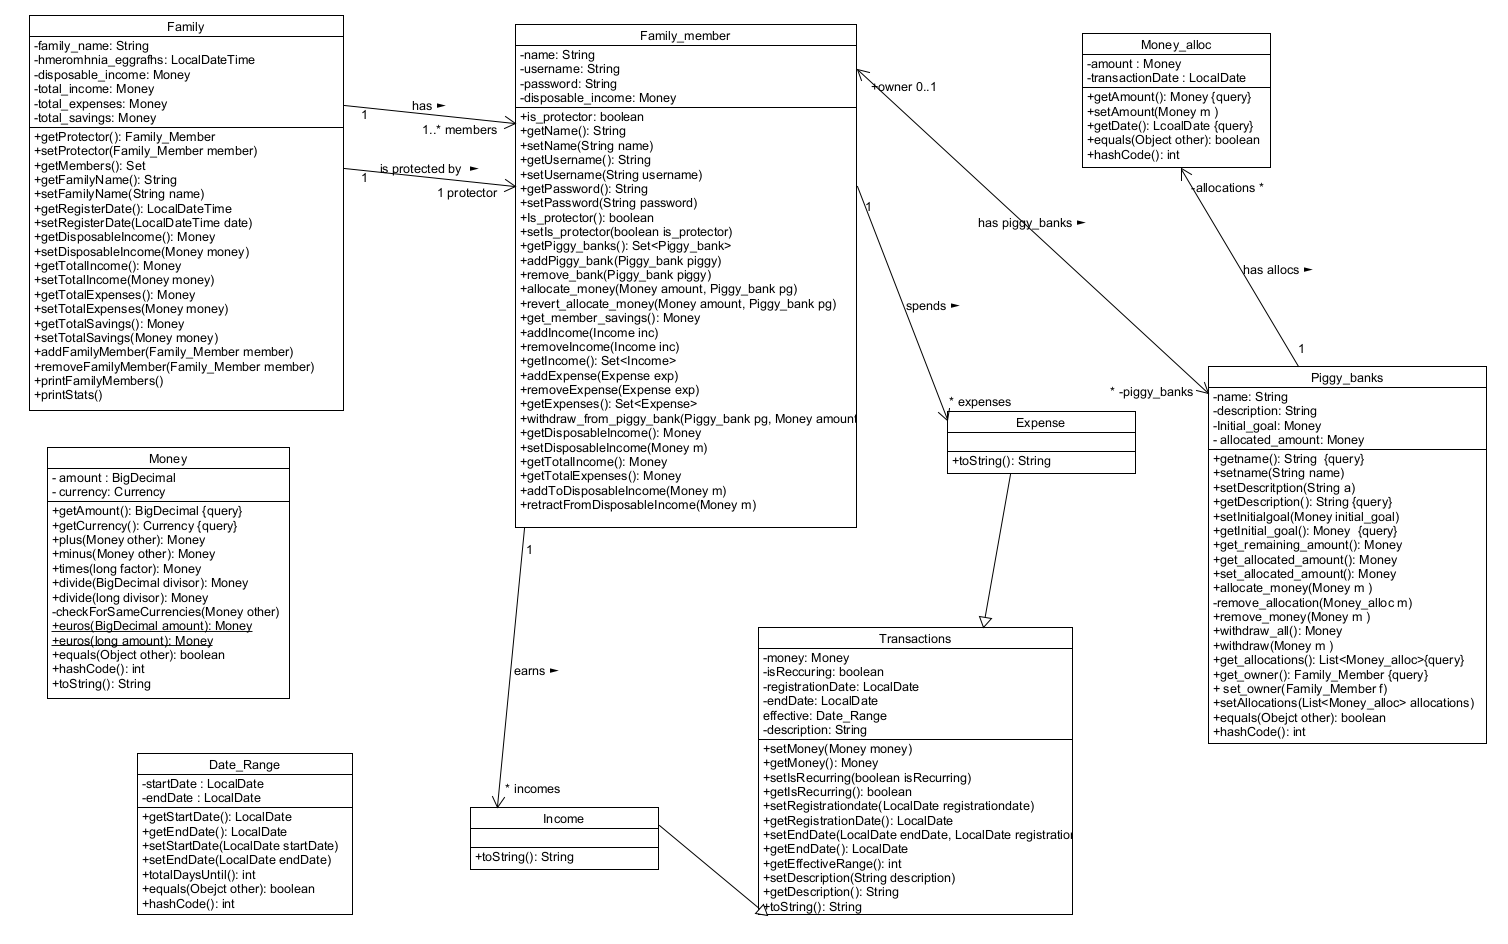 Family
-family_name: String
-hmeromhnia_eggrafhs: LocalDateTime
-disposable_income: Money
-total_income: Money
-total_expenses: Money
-total_savings: Money
+getProtector(): Family_Member
+setProtector(Family_Member member)
+getMembers(): Set
+getFamilyName(): String
+setFamilyName(String name)
+getRegisterDate(): LocalDateTime
+setRegisterDate(LocalDateTime date)
+getDisposableIncome(): Money
+setDisposableIncome(Money money)
+getTotalIncome(): Money
+setTotalIncome(Money money)
+getTotalExpenses(): Money
+setTotalExpenses(Money money)
+getTotalSavings(): Money
+setTotalSavings(Money money)
+addFamilyMember(Family_Member member)
+removeFamilyMember(Family_Member member)
+printFamilyMembers()
+printStats()
has ►
1
1..* members
is protected by ►
1
1 protector
Family_member
-name: String
-username: String
-password: String
-disposable_income: Money
+is_protector: boolean
+getName(): String
+setName(String name)
+getUsername(): String
+setUsername(String username)
+getPassword(): String
+setPassword(String password)
+Is_protector(): boolean
+setIs_protector(boolean is_protector)
+getPiggy_banks(): Set<Piggy_bank>
+addPiggy_bank(Piggy_bank piggy)
+remove_bank(Piggy_bank piggy)
+allocate_money(Money amount, Piggy_bank pg)
+revert_allocate_money(Money amount, Piggy_bank pg)
+get_member_savings(): Money
+addIncome(Income inc)
+removeIncome(Income inc)
+getIncome(): Set<Income>
+addExpense(Expense exp)
+removeExpense(Expense exp)
+getExpenses(): Set<Expense>
+withdraw_from_piggy_bank(Piggy_bank pg, Money amount
+getDisposableIncome(): Money
+setDisposableIncome(Money m)
+getTotalIncome(): Money
+getTotalExpenses(): Money
+addToDisposableIncome(Money m)
+retractFromDisposableIncome(Money m)
+owner 0..1
has piggy_banks ►
* -piggy_banks
1
spends ►
* expenses
Money_alloc
-amount : Money
-transactionDate : LocalDate
+getAmount(): Money {query}
+setAmount(Money m )
+getDate(): LcoalDate {query}
+equals(Object other): boolean
+hashCode(): int
-allocations *
has allocs ►
1
Piggy_banks
-name: String
-description: String
-Initial_goal: Money
- allocated_amount: Money
+getname(): String  {query}
+setname(String name)
+setDescritption(String a)
+getDescription(): String {query}
+setInitialgoal(Money initial_goal)
+getInitial_goal(): Money  {query}
+get_remaining_amount(): Money
+get_allocated_amount(): Money
+set_allocated_amount(): Money
+allocate_money(Money m )
-remove_allocation(Money_alloc m)
+remove_money(Money m )
+withdraw_all(): Money
+withdraw(Money m )
+get_allocations(): List<Money_alloc>{query}
+get_owner(): Family_Member {query}
+ set_owner(Family_Member f)
+setAllocations(List<Money_alloc> allocations)
+equals(Obejct other): boolean
+hashCode(): int
Expense
+toString(): String
Money
- amount : BigDecimal
- currency: Currency
+getAmount(): BigDecimal {query}
+getCurrency(): Currency {query}
+plus(Money other): Money
+minus(Money other): Money
+times(long factor): Money
+divide(BigDecimal divisor): Money
+divide(long divisor): Money
-checkForSameCurrencies(Money other)
+euros(BigDecimal amount): Money
+euros(long amount): Money
+equals(Object other): boolean
+hashCode(): int
+toString(): String
1
earns ►
* incomes
Transactions
-money: Money
-isReccuring: boolean
-registrationDate: LocalDate
-endDate: LocalDate
effective: Date_Range
-description: String
+setMoney(Money money)
+getMoney(): Money
+setIsRecurring(boolean isRecurring)
+getIsRecurring(): boolean
+setRegistrationdate(LocalDate registrationdate)
+getRegistrationDate(): LocalDate
+setEndDate(LocalDate endDate, LocalDate registration
+getEndDate(): LocalDate
+getEffectiveRange(): int
+setDescription(String description)
+getDescription(): String
+toString(): String
Date_Range
-startDate : LocalDate
-endDate : LocalDate
+getStartDate(): LocalDate
+getEndDate(): LocalDate
+setStartDate(LocalDate startDate)
+setEndDate(LocalDate endDate)
+totalDaysUntil(): int
+equals(Obejct other): boolean
+hashCode(): int
Income
+toString(): String